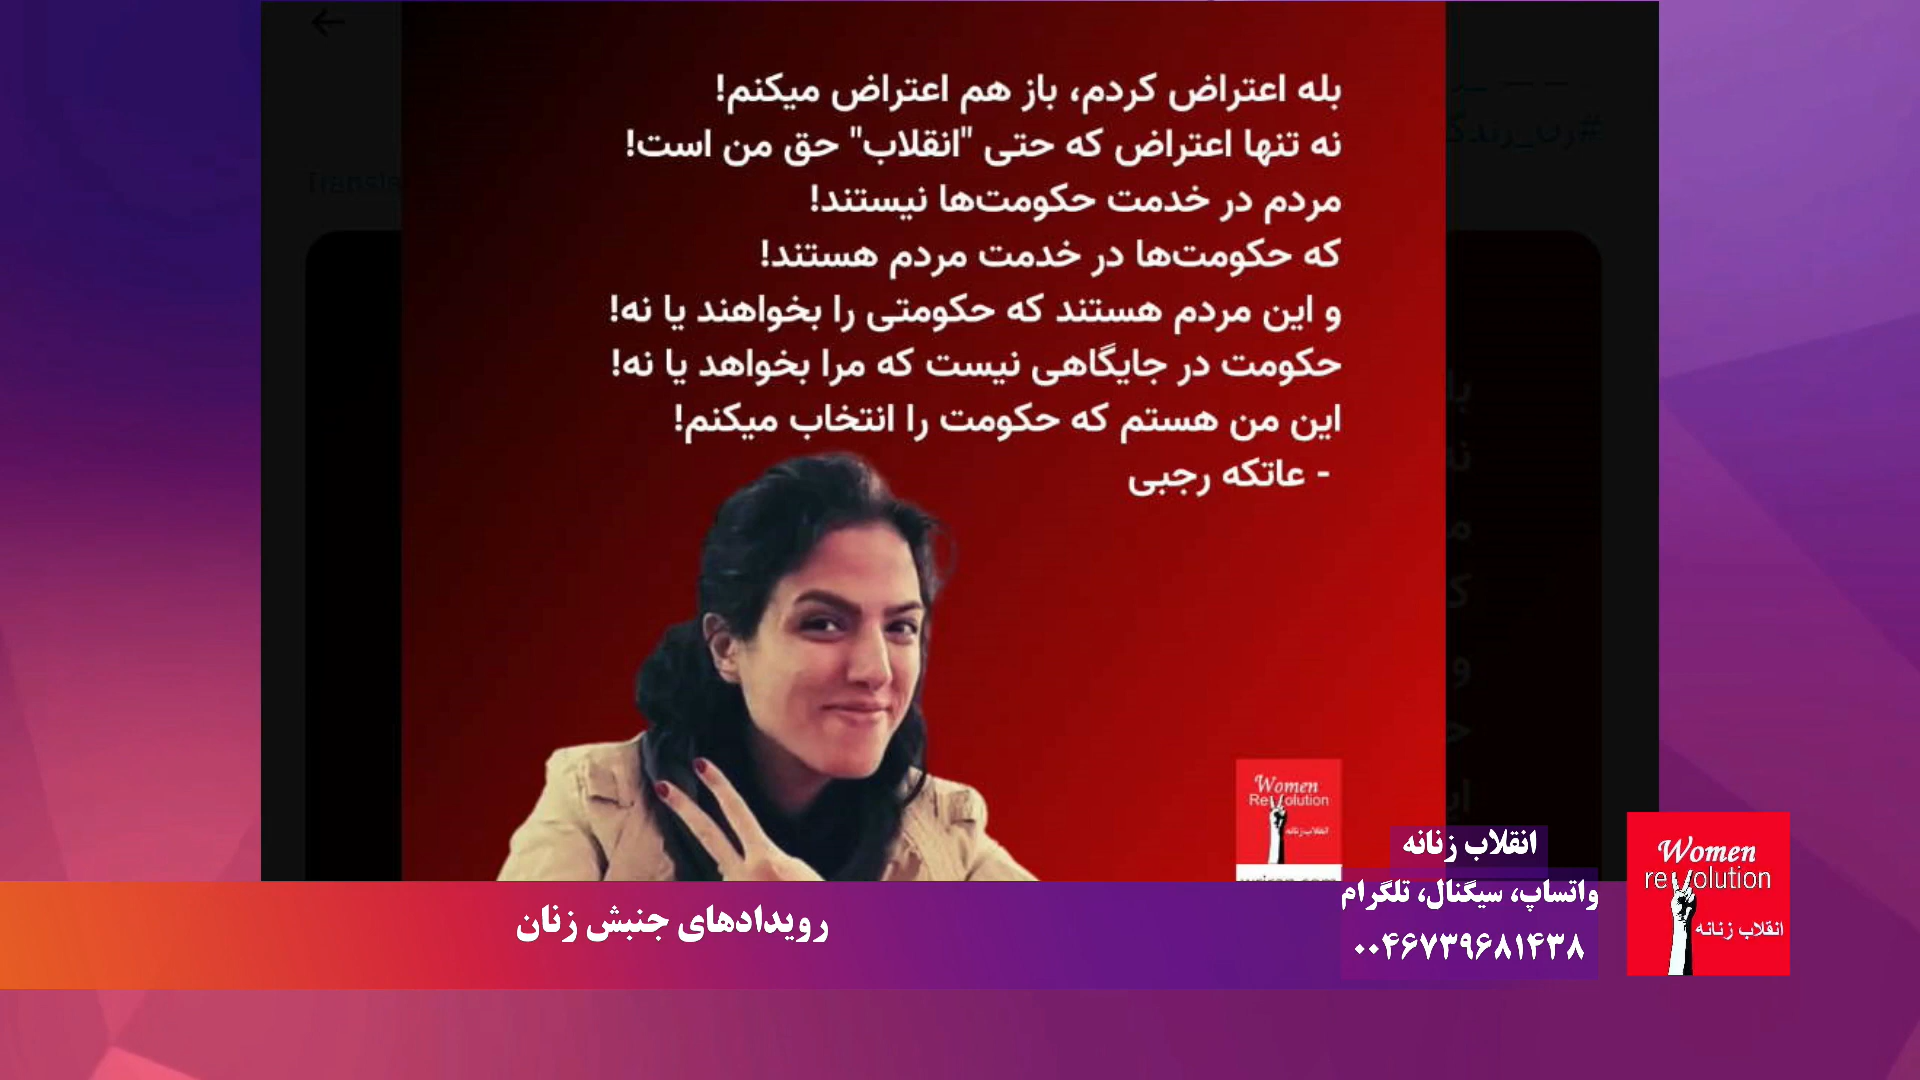 بله اعتراض کردم، باز هم اعتراض میکنم!
نه تنها اعتراض که حتی "انقلاب" حق من است!
مردم در خدمت حکومت‌ها نیستند!
که حکومت‌ها در خدمت مردم هستند!
و این مردم هستند که حکومتی را بخواهند یا نه!
حکومت در جایگاهی نیست که مرا بخواهد یا نه!
این من هستم که حکومت را انتخاب میکنم!
- عاتکه رجبی
Women
Revolution
انقلاب زنانه
انقلاب زنانه
واتساپ، سیگنال، تلگرام
۰۰۴۶۷۳۹۶۸۱۴۳۸
رویدادهای جنبش زنان
Women
revolution
انقلاب زنانه